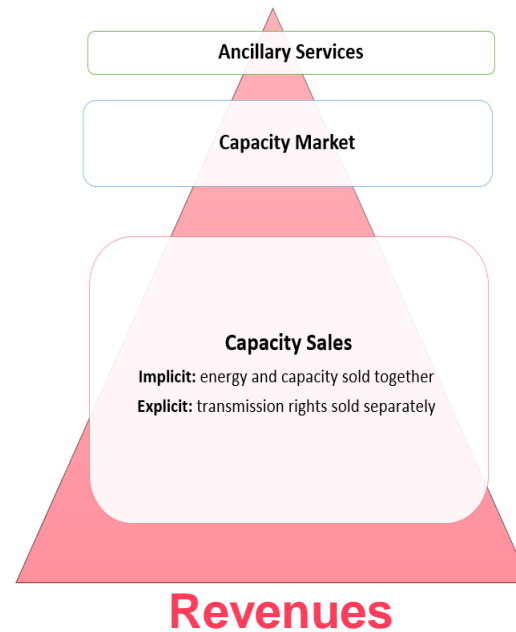 Ancillary Services
Capacity Market
Capacity Sales
Implicit: energy and capacity sold together
Explicit: transmission rights sold separately
Revenues